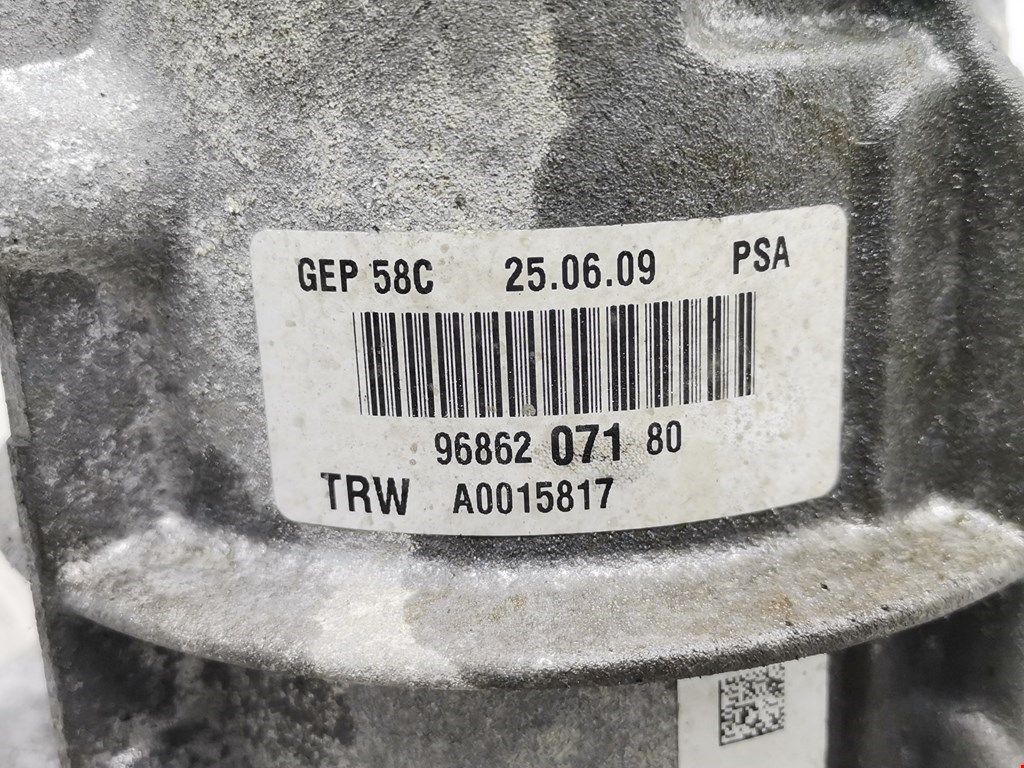 GEP 58C 25.06.09 PSA
96862 071 80
TRW A0015817